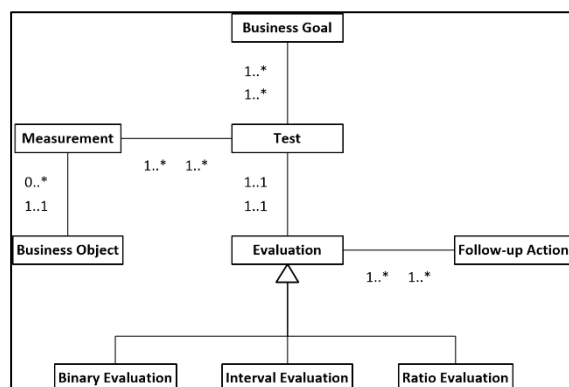 Business Goal
1..*
1..*
Measurement
Test
1..* 1..*
0..*
1..1
1..1
1..1
Business Object
Evaluation
Follow-up Action
1..* 1..*
Binary Evaluation
Interval Evaluation
Ratio Evaluation